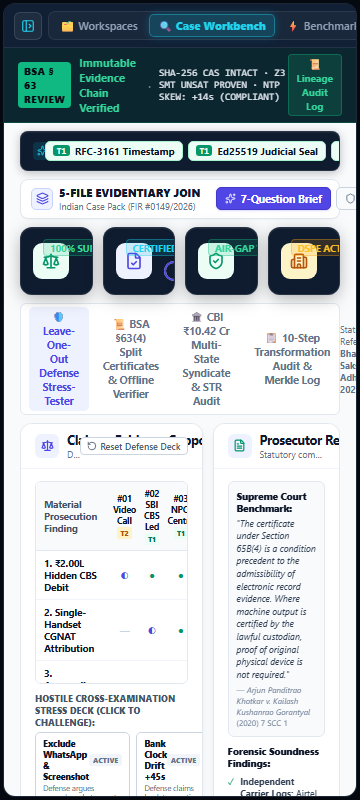 Workspaces
Case Workbench
Benchmark
BSA §
63
REVIEW
Immutable
Evidence
Chain
Verified
·
SHA-256 CAS INTACT · Z3
SMT UNSAT PROVEN · NTP
SKEW: +14s (COMPLIANT)
Lineage
Audit
Log
T1 RFC-3161 Timestamp
T1 Ed25519 Judicial Seal
5-FILE EVIDENTIARY JOIN
Indian Case Pack (FIR #0149/2026)
7-Question Brief
100% SU
CERTIFIED
AIR-GAP
DSPE ACT
Leave-
One-
Out
Defense
Stress-
Tester
BSA
§63(4)
Split
Certificates
& Offline
Verifier
CBI
₹10.42 Cr
Multi-
State
Syndicate
& STR
Audit
10-Step
Transformation
Audit &
Merkle Log
Reset Defense Deck
D...
Prosecutor Re
Statutory com...
Material
Prosecution
Finding
#01
Video
Call
T2
#02
SBI
CBS
Led
T1
#03
NPC
Cent
T1
1. ₹2.00L
Hidden CBS
Debit
2. Single-
Handset
CGNAT
Attribution
—
3.
HOSTILE CROSS-EXAMINATION
STRESS DECK (CLICK TO
CHALLENGE):
Exclude
WhatsApp
&
Screenshot
ACTIVE
Defense argues
Bank
Clock
Drift
+45s
ACTIVE
Defense claims
Supreme Court
Benchmark:
"The certificate
under Section
65B(4) is a condition
precedent to the
admissibility of
electronic record
evidence. Where
machine output is
certified by the
lawful custodian,
proof of original
physical device is
not required."
— Arjun Panditrao
Khotkar v. Kailash
Kushanrao Gorantyal
(2020) 7 SCC 1
Forensic Soundness
Findings:
✓ Independent
Carrier Logs: Airtel